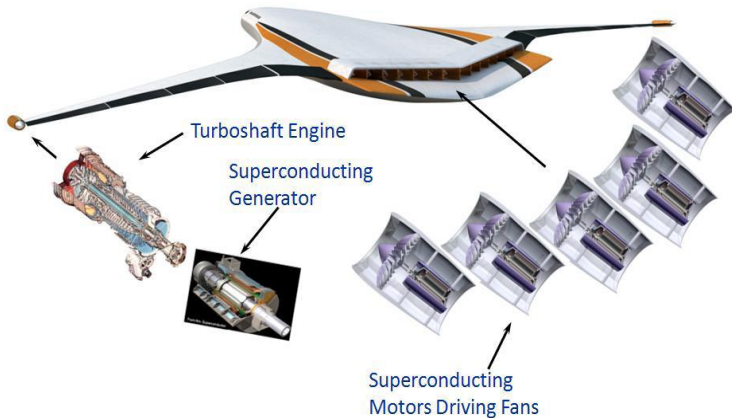 Turboshaft Engine
Superconducting
Generator
Superconducting
Motors Driving Fans